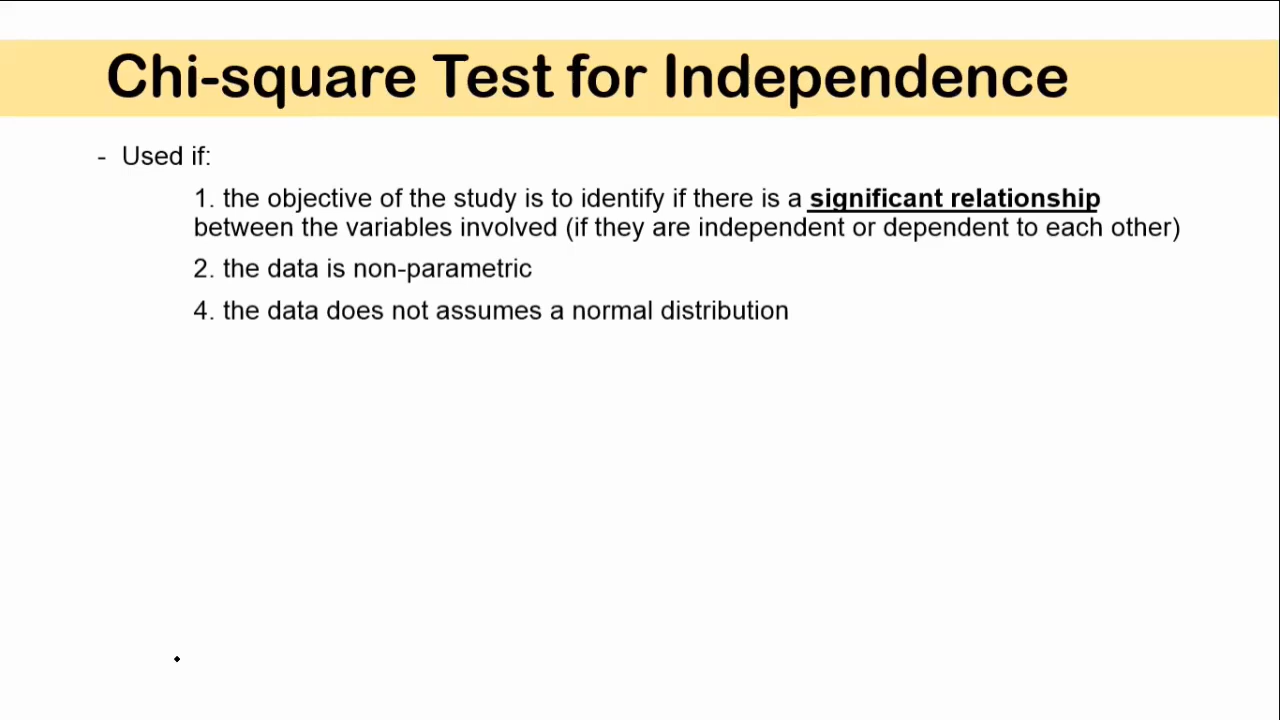 Chi-square Test for Independence
- Used if:
1. the objective of the study is to identify if there is a significant relationship
between the variables involved (if they are independent or dependent to each other)
2. the data is non-parametric
4. the data does not assumes a normal distribution